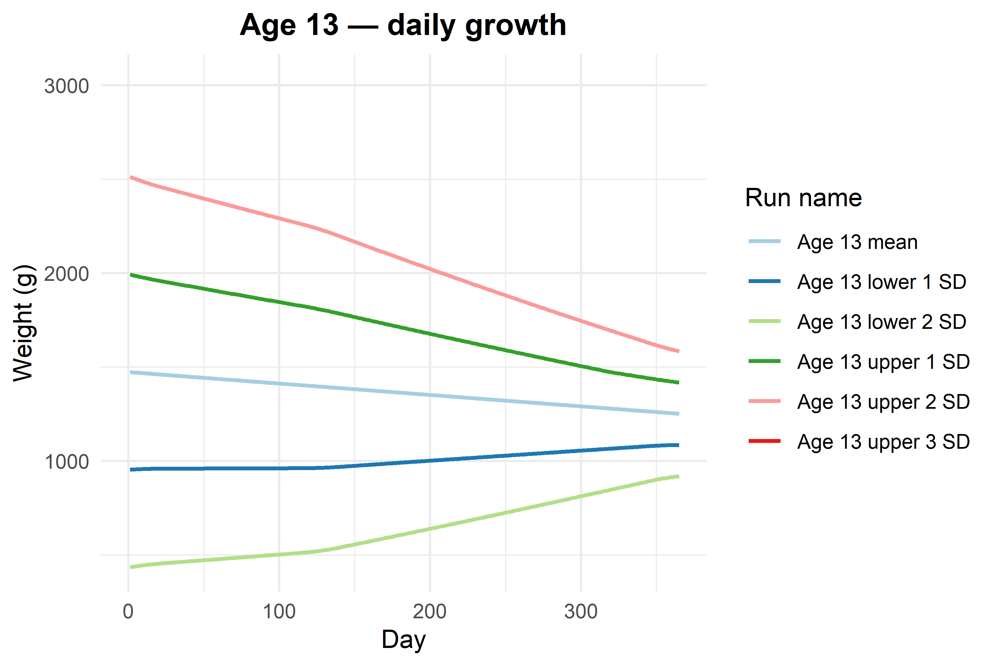 Age 13 — daily growth
3000
2000
1000
Weight (g)
0 100 200 300
Day
Run name
Age 13 mean
Age 13 lower 1 SD
Age 13 lower 2 SD
Age 13 upper 1 SD
Age 13 upper 2 SD
Age 13 upper 3 SD